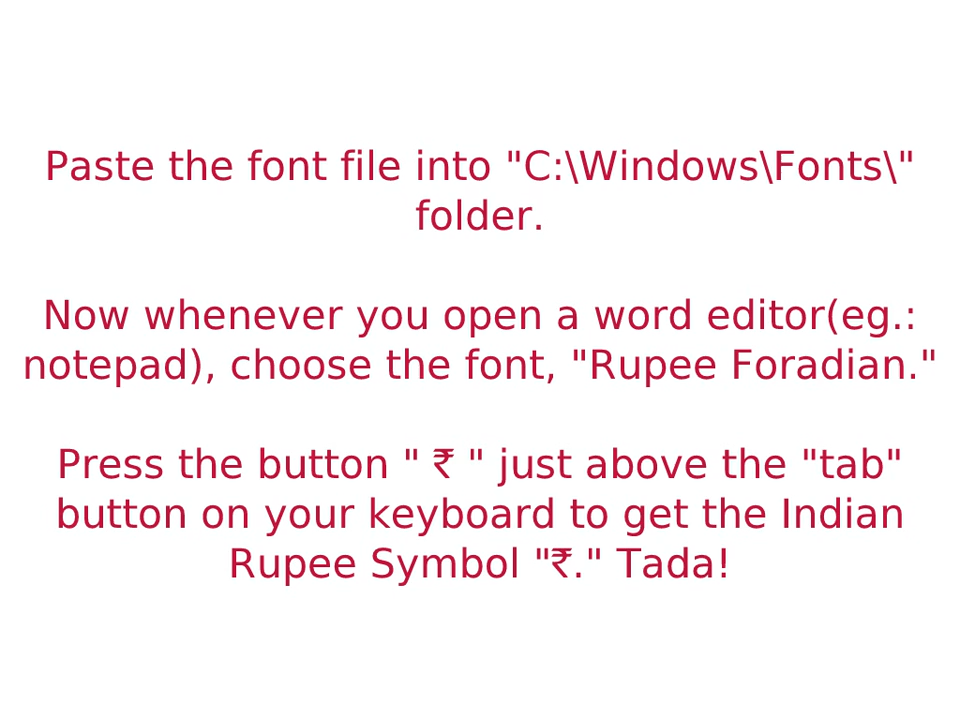 Paste the font file into "C:\Windows\Fonts\"
folder.
Now whenever you open a word editor(eg.:
notepad), choose the font, "Rupee Foradian."
Press the button " ₹ " just above the "tab"
button on your keyboard to get the Indian
Rupee Symbol "₹." Tada!